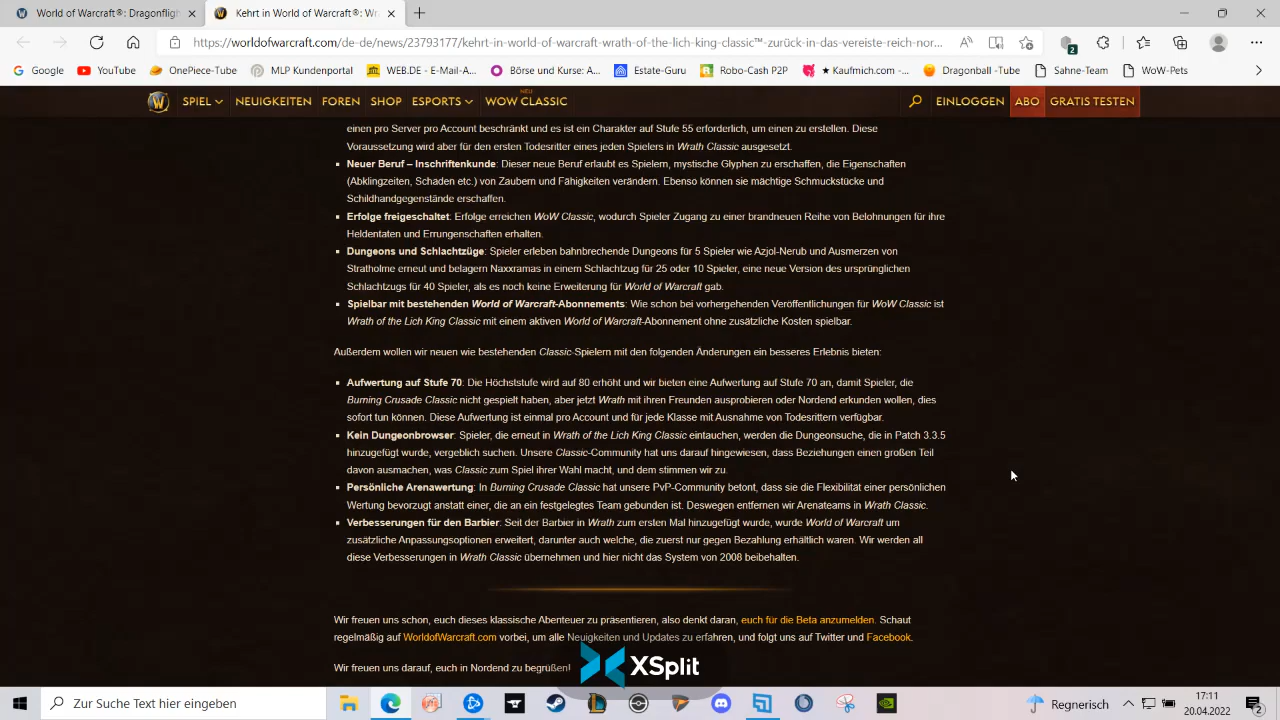 World of Warcraft®: Dragonflight
Kehrt in World of Warcraft®: Wr
https://worldofwarcraft.com/de-de/news/23793177/kehrt-in-world-of-warcraft-wrath-of-the-lich-king-classic™-zurück-in-das-vereiste-reich-nor...
2
Google YouTube OnePiece-Tube MLP Kundenportal WEB.DE - E-Mail-A... Börse und Kurse: A... Estate-Guru Robo-Cash P2P ★ Kaufmich.com -... Dragonball -Tube Sahne-Team WoW-Pets
SPIEL NEUIGKEITEN FOREN SHOP ESPORTS NEU WOW CLASSIC EINLOGGEN ABO GRATIS TESTEN
einen pro Server pro Account beschränkt und es ist ein Charakter auf Stufe 55 erforderlich, um einen zu erstellen. Diese
Voraussetzung wird aber für den ersten Todesritter eines jeden Spielers in Wrath Classic ausgesetzt.
Neuer Beruf – Inschriftenkunde: Dieser neue Beruf erlaubt es Spielern, mystische Glyphen zu erschaffen, die Eigenschaften
(Abklingzeiten, Schaden etc.) von Zaubern und Fähigkeiten verändern. Ebenso können sie mächtige Schmuckstücke und
Schildhandgegenstände erschaffen.
Erfolge freigeschaltet: Erfolge erreichen WoW Classic, wodurch Spieler Zugang zu einer brandneuen Reihe von Belohnungen für ihre
Heldentaten und Errungenschaften erhalten.
Dungeons und Schlachtzüge: Spieler erleben bahnbrechende Dungeons für 5 Spieler wie Azjol-Nerub und Ausmerzen von
Stratholme erneut und belagern Naxxramas in einem Schlachtzug für 25 oder 10 Spieler, eine neue Version des ursprünglichen
Schlachtzugs für 40 Spieler, als es noch keine Erweiterung für World of Warcraft gab.
Spielbar mit bestehenden World of Warcraft-Abonnements: Wie schon bei vorhergehenden Veröffentlichungen für WoW Classic ist
Wrath of the Lich King Classic mit einem aktiven World of Warcraft-Abonnement ohne zusätzliche Kosten spielbar.
Außerdem wollen wir neuen wie bestehenden Classic-Spielern mit den folgenden Änderungen ein besseres Erlebnis bieten:
Aufwertung auf Stufe 70: Die Höchststufe wird auf 80 erhöht und wir bieten eine Aufwertung auf Stufe 70 an, damit Spieler, die
Burning Crusade Classic nicht gespielt haben, aber jetzt Wrath mit ihren Freunden ausprobieren oder Nordend erkunden wollen, dies
sofort tun können. Diese Aufwertung ist einmal pro Account und für jede Klasse mit Ausnahme von Todesrittern verfügbar.
Kein Dungeonbrowser: Spieler, die erneut in Wrath of the Lich King Classic eintauchen, werden die Dungeonsuche, die in Patch 3.3.5
hinzugefügt wurde, vergeblich suchen. Unsere Classic-Community hat uns darauf hingewiesen, dass Beziehungen einen großen Teil
davon ausmachen, was Classic zum Spiel ihrer Wahl macht, und dem stimmen wir zu.
Persönliche Arenawertung: In Burning Crusade Classic hat unsere PvP-Community betont, dass sie die Flexibilität einer persönlichen
Wertung bevorzugt anstatt einer, die an ein festgelegtes Team gebunden ist. Deswegen entfernen wir Arenateams in Wrath Classic.
Verbesserungen für den Barbier: Seit der Barbier in Wrath zum ersten Mal hinzugefügt wurde, wurde World of Warcraft um
zusätzliche Anpassungsoptionen erweitert, darunter auch welche, die zuerst nur gegen Bezahlung erhältlich waren. Wir werden all
diese Verbesserungen in Wrath Classic übernehmen und hier nicht das System von 2008 beibehalten.
Wir freuen uns schon, euch dieses klassische Abenteuer zu präsentieren, also denkt daran, euch für die Beta anzumelden. Schaut
regelmäßig auf WorldofWarcraft.com vorbei, um alle Neuigkeiten und Updates zu erfahren, und folgt uns auf Twitter und Facebook.
Wir freuen uns darauf, euch in Nordend zu begrüßen!
XSplit
Zur Suche Text hier eingeben
Regnerisch
17:11
20.04.2022
2